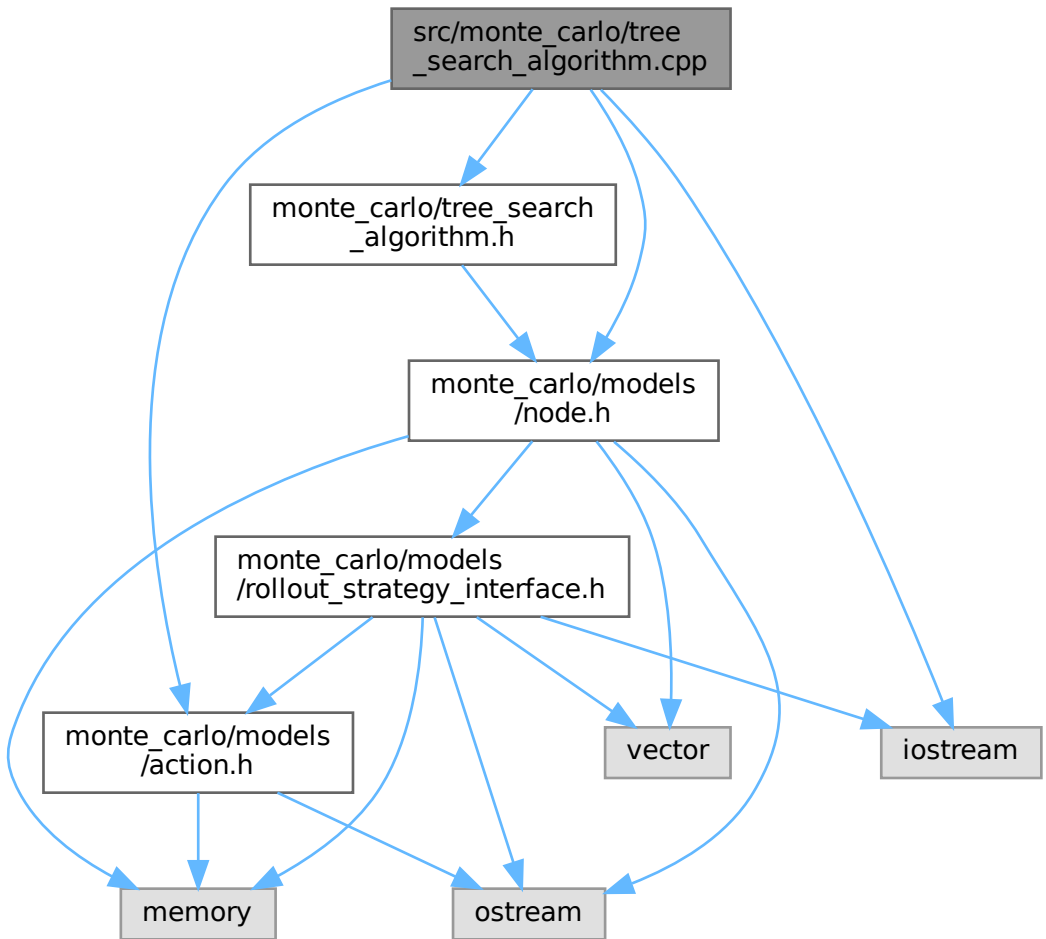 src/monte_carlo/tree
_search_algorithm.cpp
monte_carlo/tree_search
_algorithm.h
monte_carlo/models
/node.h
monte_carlo/models
/rollout_strategy_interface.h
monte_carlo/models
/action.h
vector
iostream
memory
ostream